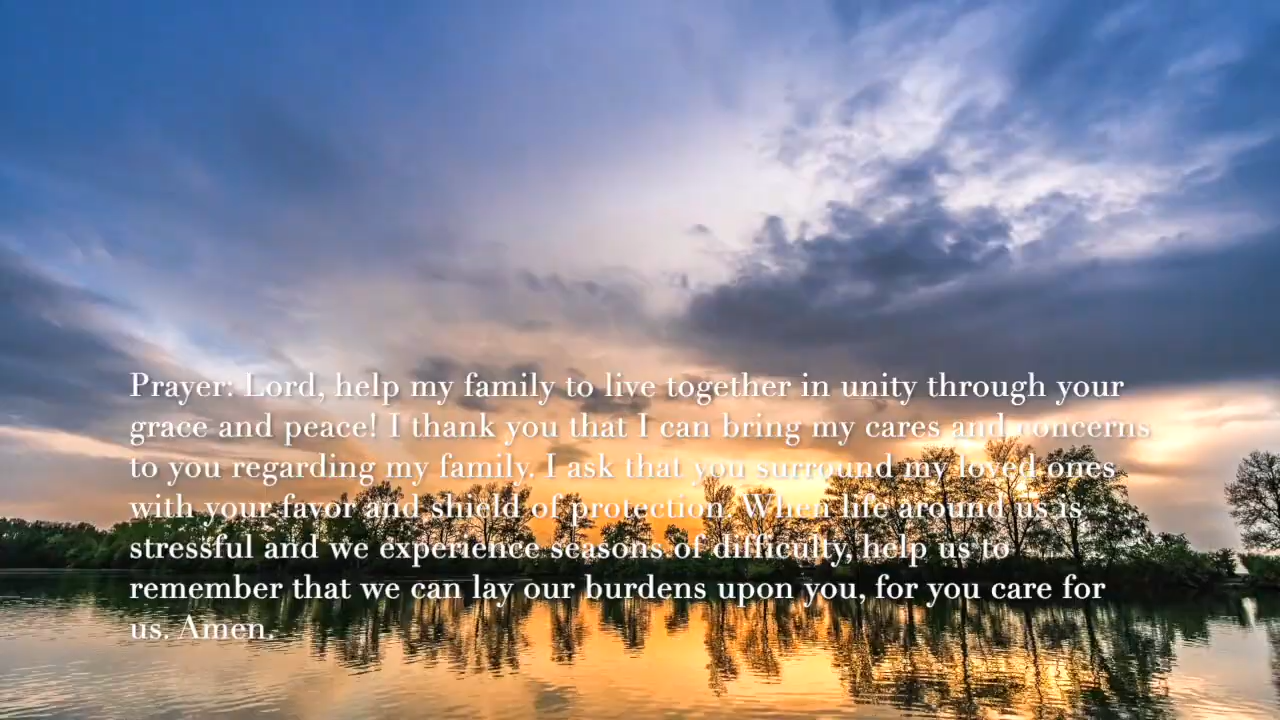 Prayer: Lord, help my family to live together in unity through your
grace and peace! I thank you that I can bring my cares and concerns
to you regarding my family. I ask that you surround my loved ones
with your favor and shield of protection. When life around us is
stressful and we experience seasons of difficulty, help us to
remember that we can lay our burdens upon you, for you care for
us. Amen.